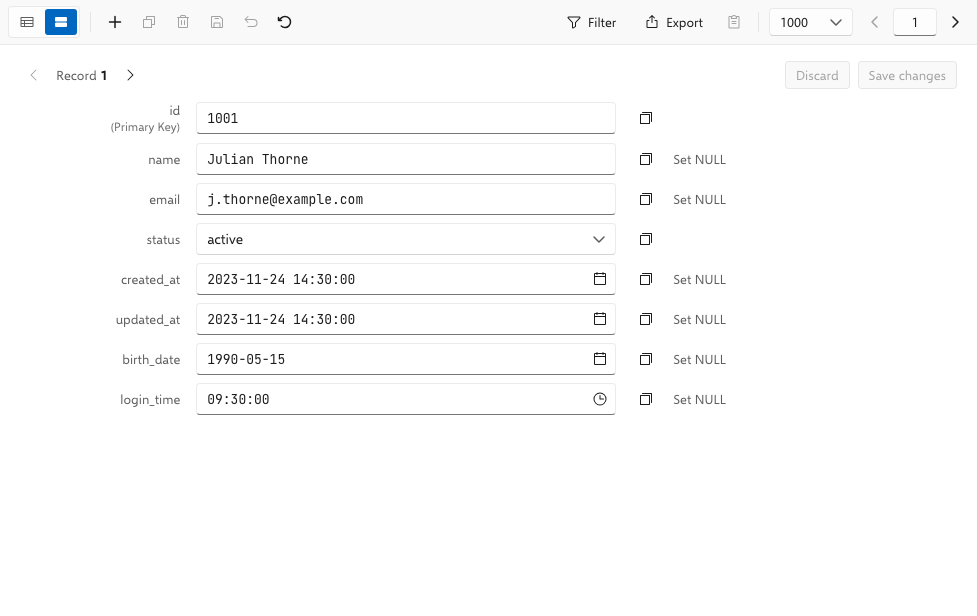 Filter Export 1000 1
Record 1 Discard Save changes
id
(Primary Key) 1001
name Julian Thorne Set NULL
email j.thorne@example.com Set NULL
status active
created_at 2023-11-24 14:30:00 Set NULL
updated_at 2023-11-24 14:30:00 Set NULL
birth_date 1990-05-15 Set NULL
login_time 09:30:00 Set NULL